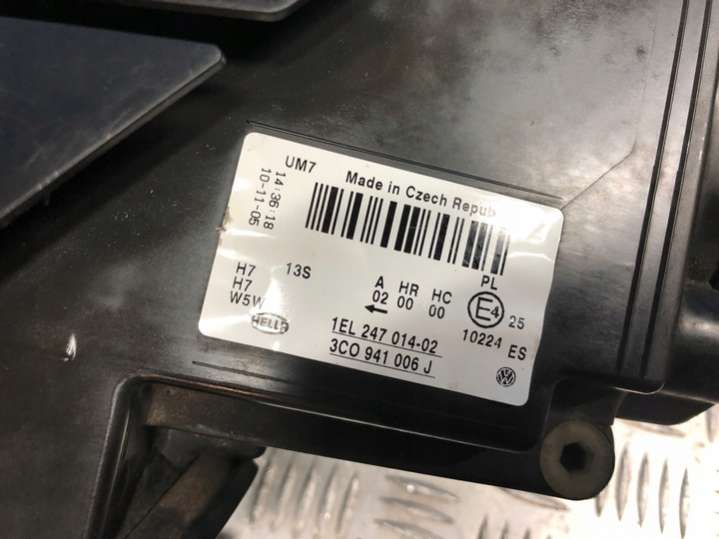 UM7
Made in Czech Repub
14:36:18
10-11-05
H7 13S
H7
W5W
A HR HC PL
02 00 00 E4 25
10224 ES
HELLA
1EL 247 014-02
3C0 941 006 J
VW